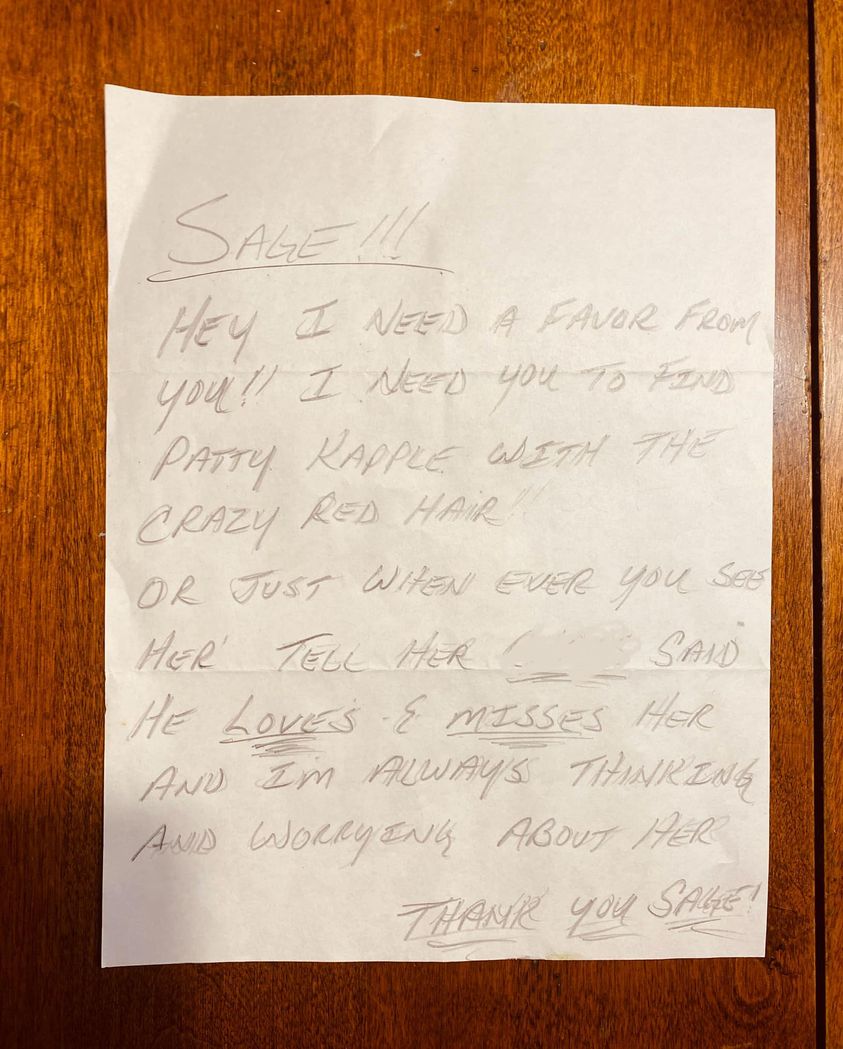 SAGE!!!
HEY I NEED A FAVOR FROM
YOU!! I NEED YOU TO FIND
PATTY KAPPLE WITH THE
CRAZY RED HAIR!!
OR JUST WHEN EVER YOU SEE
HER' TELL HER SAID
HE LOVES & MISSES HER
AND IM ALWAYS THINKING
AND WORRYING ABOUT HER
THANK YOU SAGE!